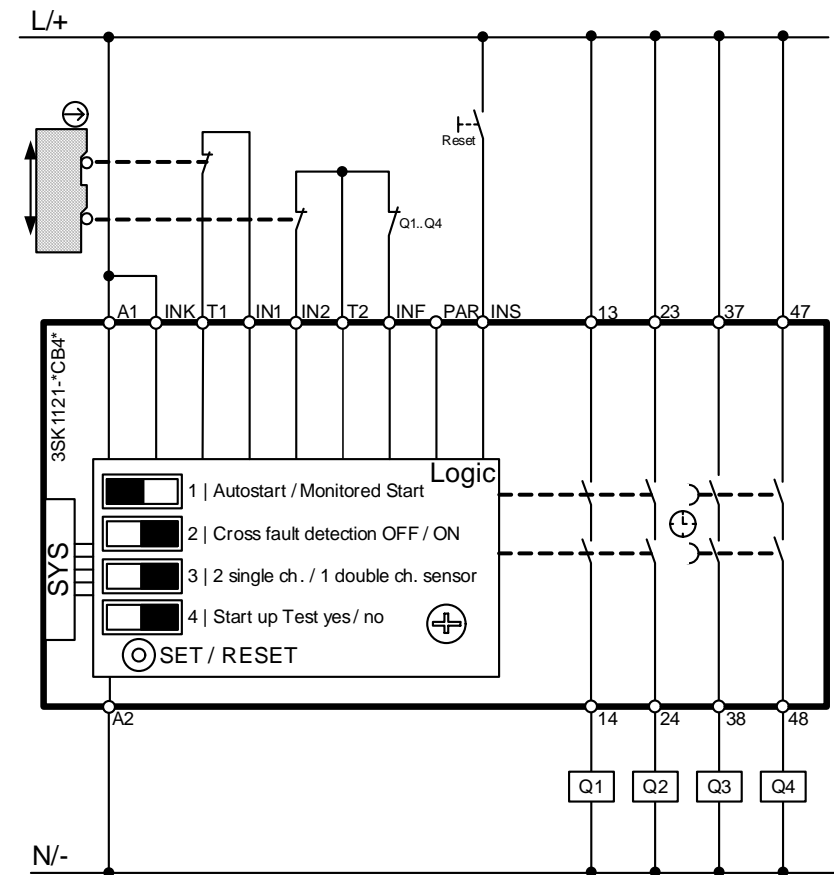 L/+
Reset
Q1..Q4
A1 INK T1 IN1 IN2 T2 INF PAR INS 13 23 37 47
3SK1121-*CB4*
Logic
1 | Autostart / Monitored Start
2 | Cross fault detection OFF / ON
3 | 2 single ch. / 1 double ch. sensor
4 | Start up Test yes / no
SYS
SET / RESET
A2 14 24 38 48
Q1 Q2 Q3 Q4
N/-